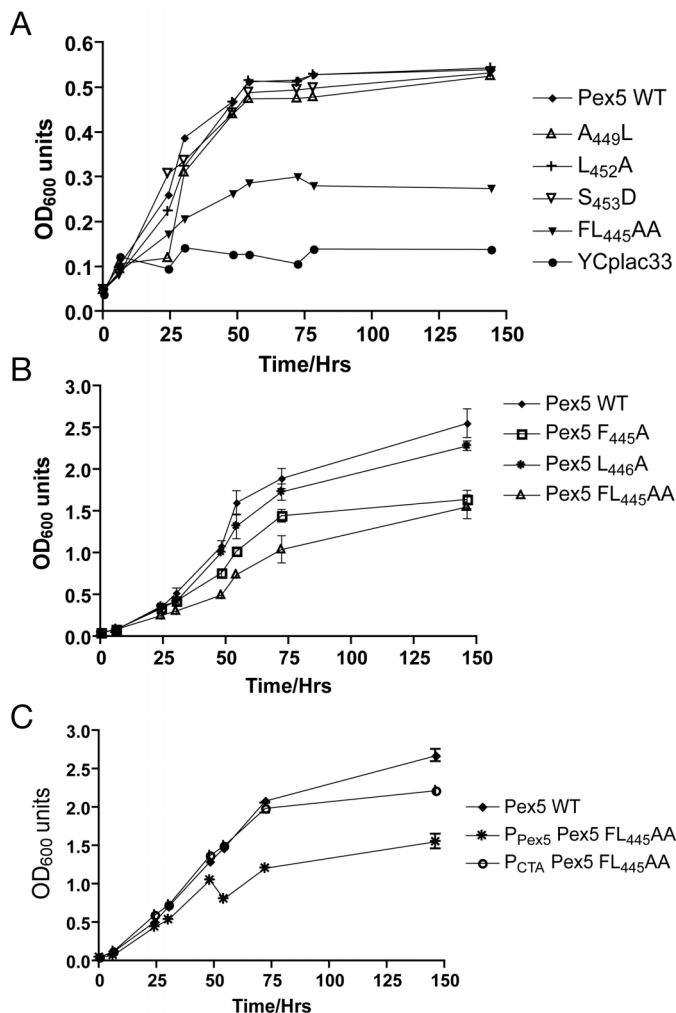 A
OD600 units
0.6
0.5
0.4
0.3
0.2
0.1
0.0
0 25 50 75 100 125 150
Time/Hrs
Pex5 WT
A449L
L452A
S453D
FL445AA
YCplac33
B
OD600 units
3.0
2.5
2.0
1.5
1.0
0.5
0.0
0 25 50 75 100 125 150
Time/Hrs
Pex5 WT
Pex5 F445A
Pex5 L446A
Pex5 FL445AA
C
OD600 units
3.0
2.5
2.0
1.5
1.0
0.5
0.0
0 25 50 75 100 125 150
Time/Hrs
Pex5 WT
PPex5 Pex5 FL445AA
PCTA Pex5 FL445AA